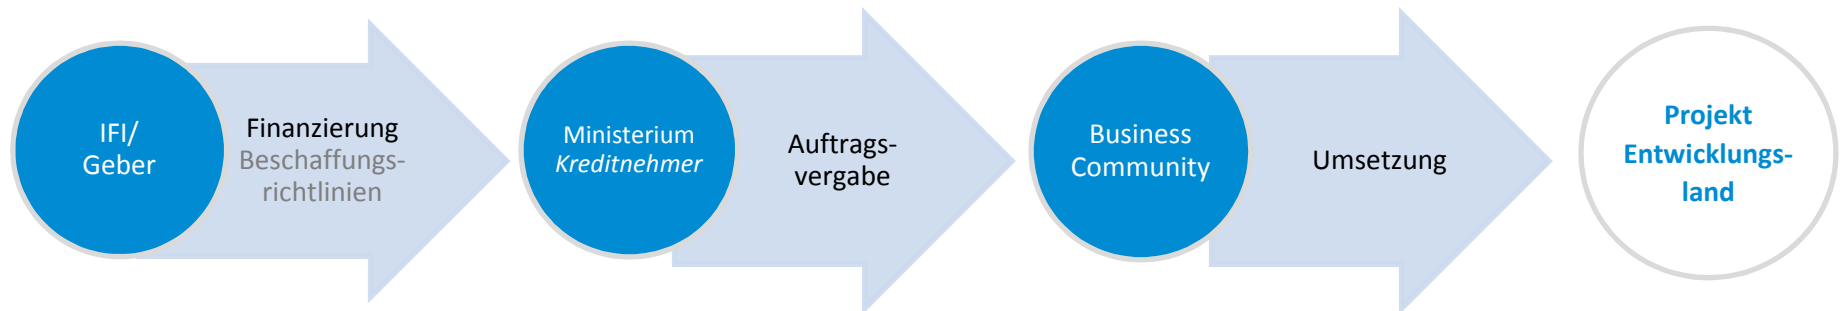 IFI/
Geber
Finanzierung
Beschaffungs-
richtlinien
Ministerium
Kreditnehmer
Auftrags-
vergabe
Business
Community
Umsetzung
Projekt
Entwicklungs-
land